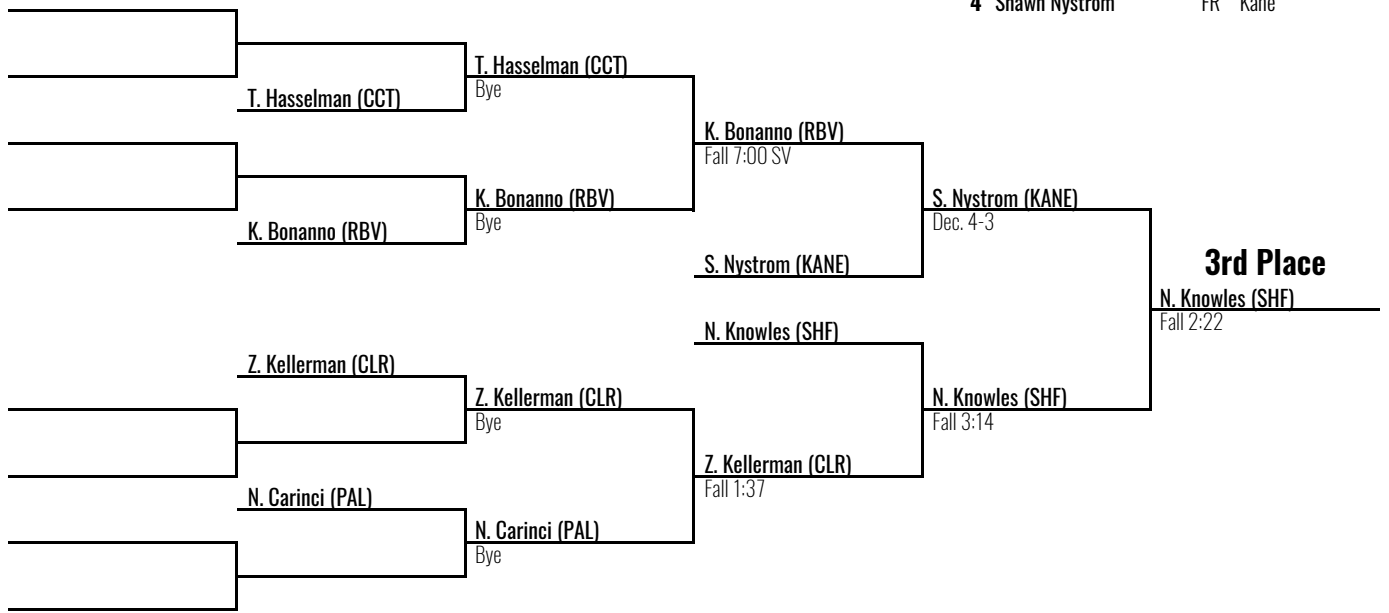 4 Shawn Nystrom FR Kane
T. Hasselman (CCT)
T. Hasselman (CCT)
Bye
K. Bonanno (RBV)
Fall 7:00 SV
K. Bonanno (RBV)
K. Bonanno (RBV)
Bye
S. Nystrom (KANE)
Dec. 4-3
S. Nystrom (KANE)
3rd Place
N. Knowles (SHF)
Fall 2:22
N. Knowles (SHF)
Z. Kellerman (CLR)
Z. Kellerman (CLR)
Bye
N. Knowles (SHF)
Fall 3:14
Z. Kellerman (CLR)
Fall 1:37
N. Carinci (PAL)
N. Carinci (PAL)
Bye